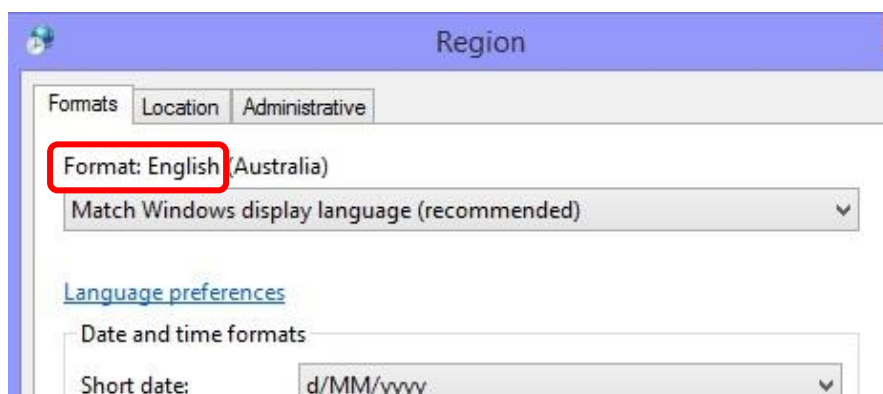 Region
Formats Location Administrative
Format: English (Australia)
Match Windows display language (recommended)
Language preferences
Date and time formats
Short date: d/MM/yyyy